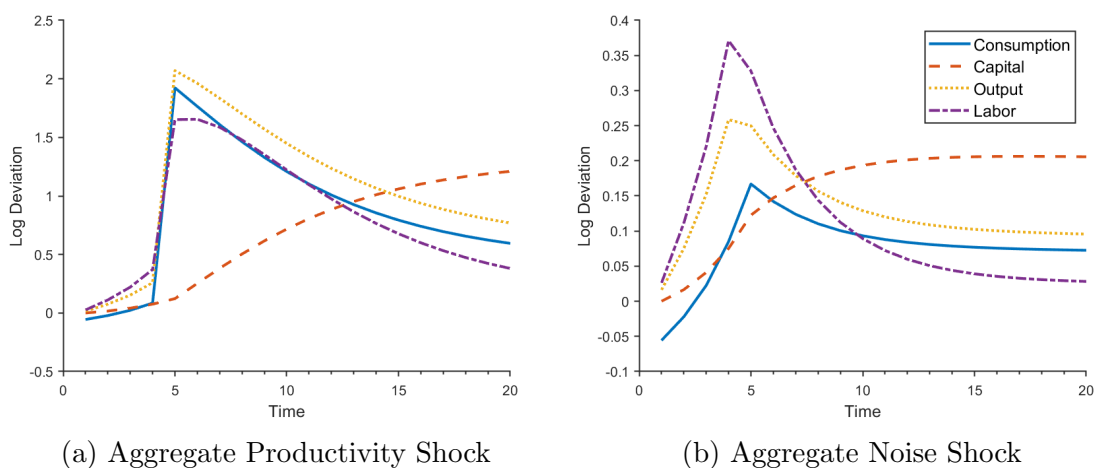 2.5
2
1.5
1
0.5
0
-0.5
Log Deviation
0 5 10 15 20
Time
(a) Aggregate Productivity Shock
0.4
0.35
0.3
0.25
0.2
0.15
0.1
0.05
0
-0.05
-0.1
Log Deviation
0 5 10 15 20
Time
Consumption
Capital
Output
Labor
(b) Aggregate Noise Shock